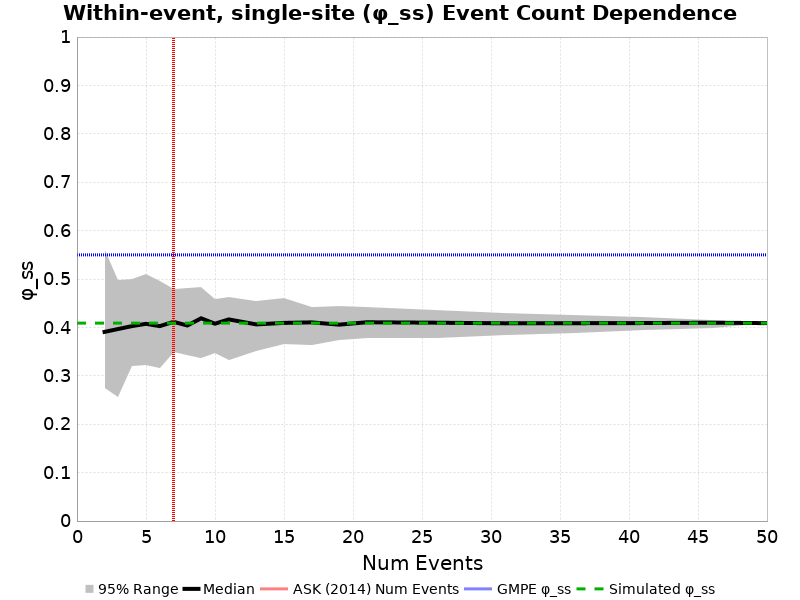 Within-event, single-site (φ_ss) Event Count Dependence
1
0.9
0.8
0.7
0.6
0.5
0.4
0.3
0.2
0.1
0
φ_ss
0 5 10 15 20 25 30 35 40 45 50
Num Events
95% Range Median ASK (2014) Num Events GMPE φ_ss Simulated φ_ss